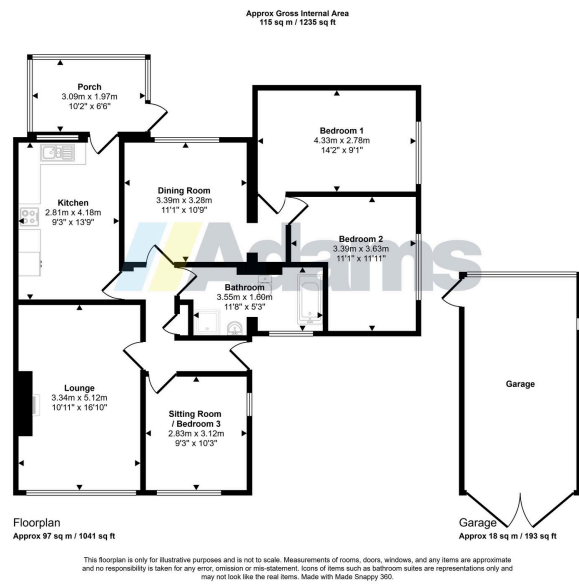 Approx Gross Internal Area
115 sq m / 1235 sq ft
Porch
3.09m x 1.97m
10'2" x 6'6"
Bedroom 1
4.33m x 2.78m
14'2" x 9'1"
Kitchen
2.81m x 4.18m
9'3" x 13'9"
Dining Room
3.39m x 3.28m
11'1" x 10'9"
Bedroom 2
3.39m x 3.63m
11'1" x 11'11"
Adams
Bathroom
3.55m x 1.60m
11'8" x 5'3"
Lounge
3.34m x 5.12m
10'11" x 16'10"
Sitting Room
/ Bedroom 3
2.83m x 3.12m
9'3" x 10'3"
Garage
Floorplan
Approx 97 sq m / 1041 sq ft
Garage
Approx 18 sq m / 193 sq ft
This floorplan is only for illustrative purposes and is not to scale. Measurements of rooms, doors, windows, and any items are approximate
and no responsibility is taken for any error, omission or mis-statement. Icons of items such as bathroom suites are representations only and
may not look like the real items. Made with Made Snappy 360.